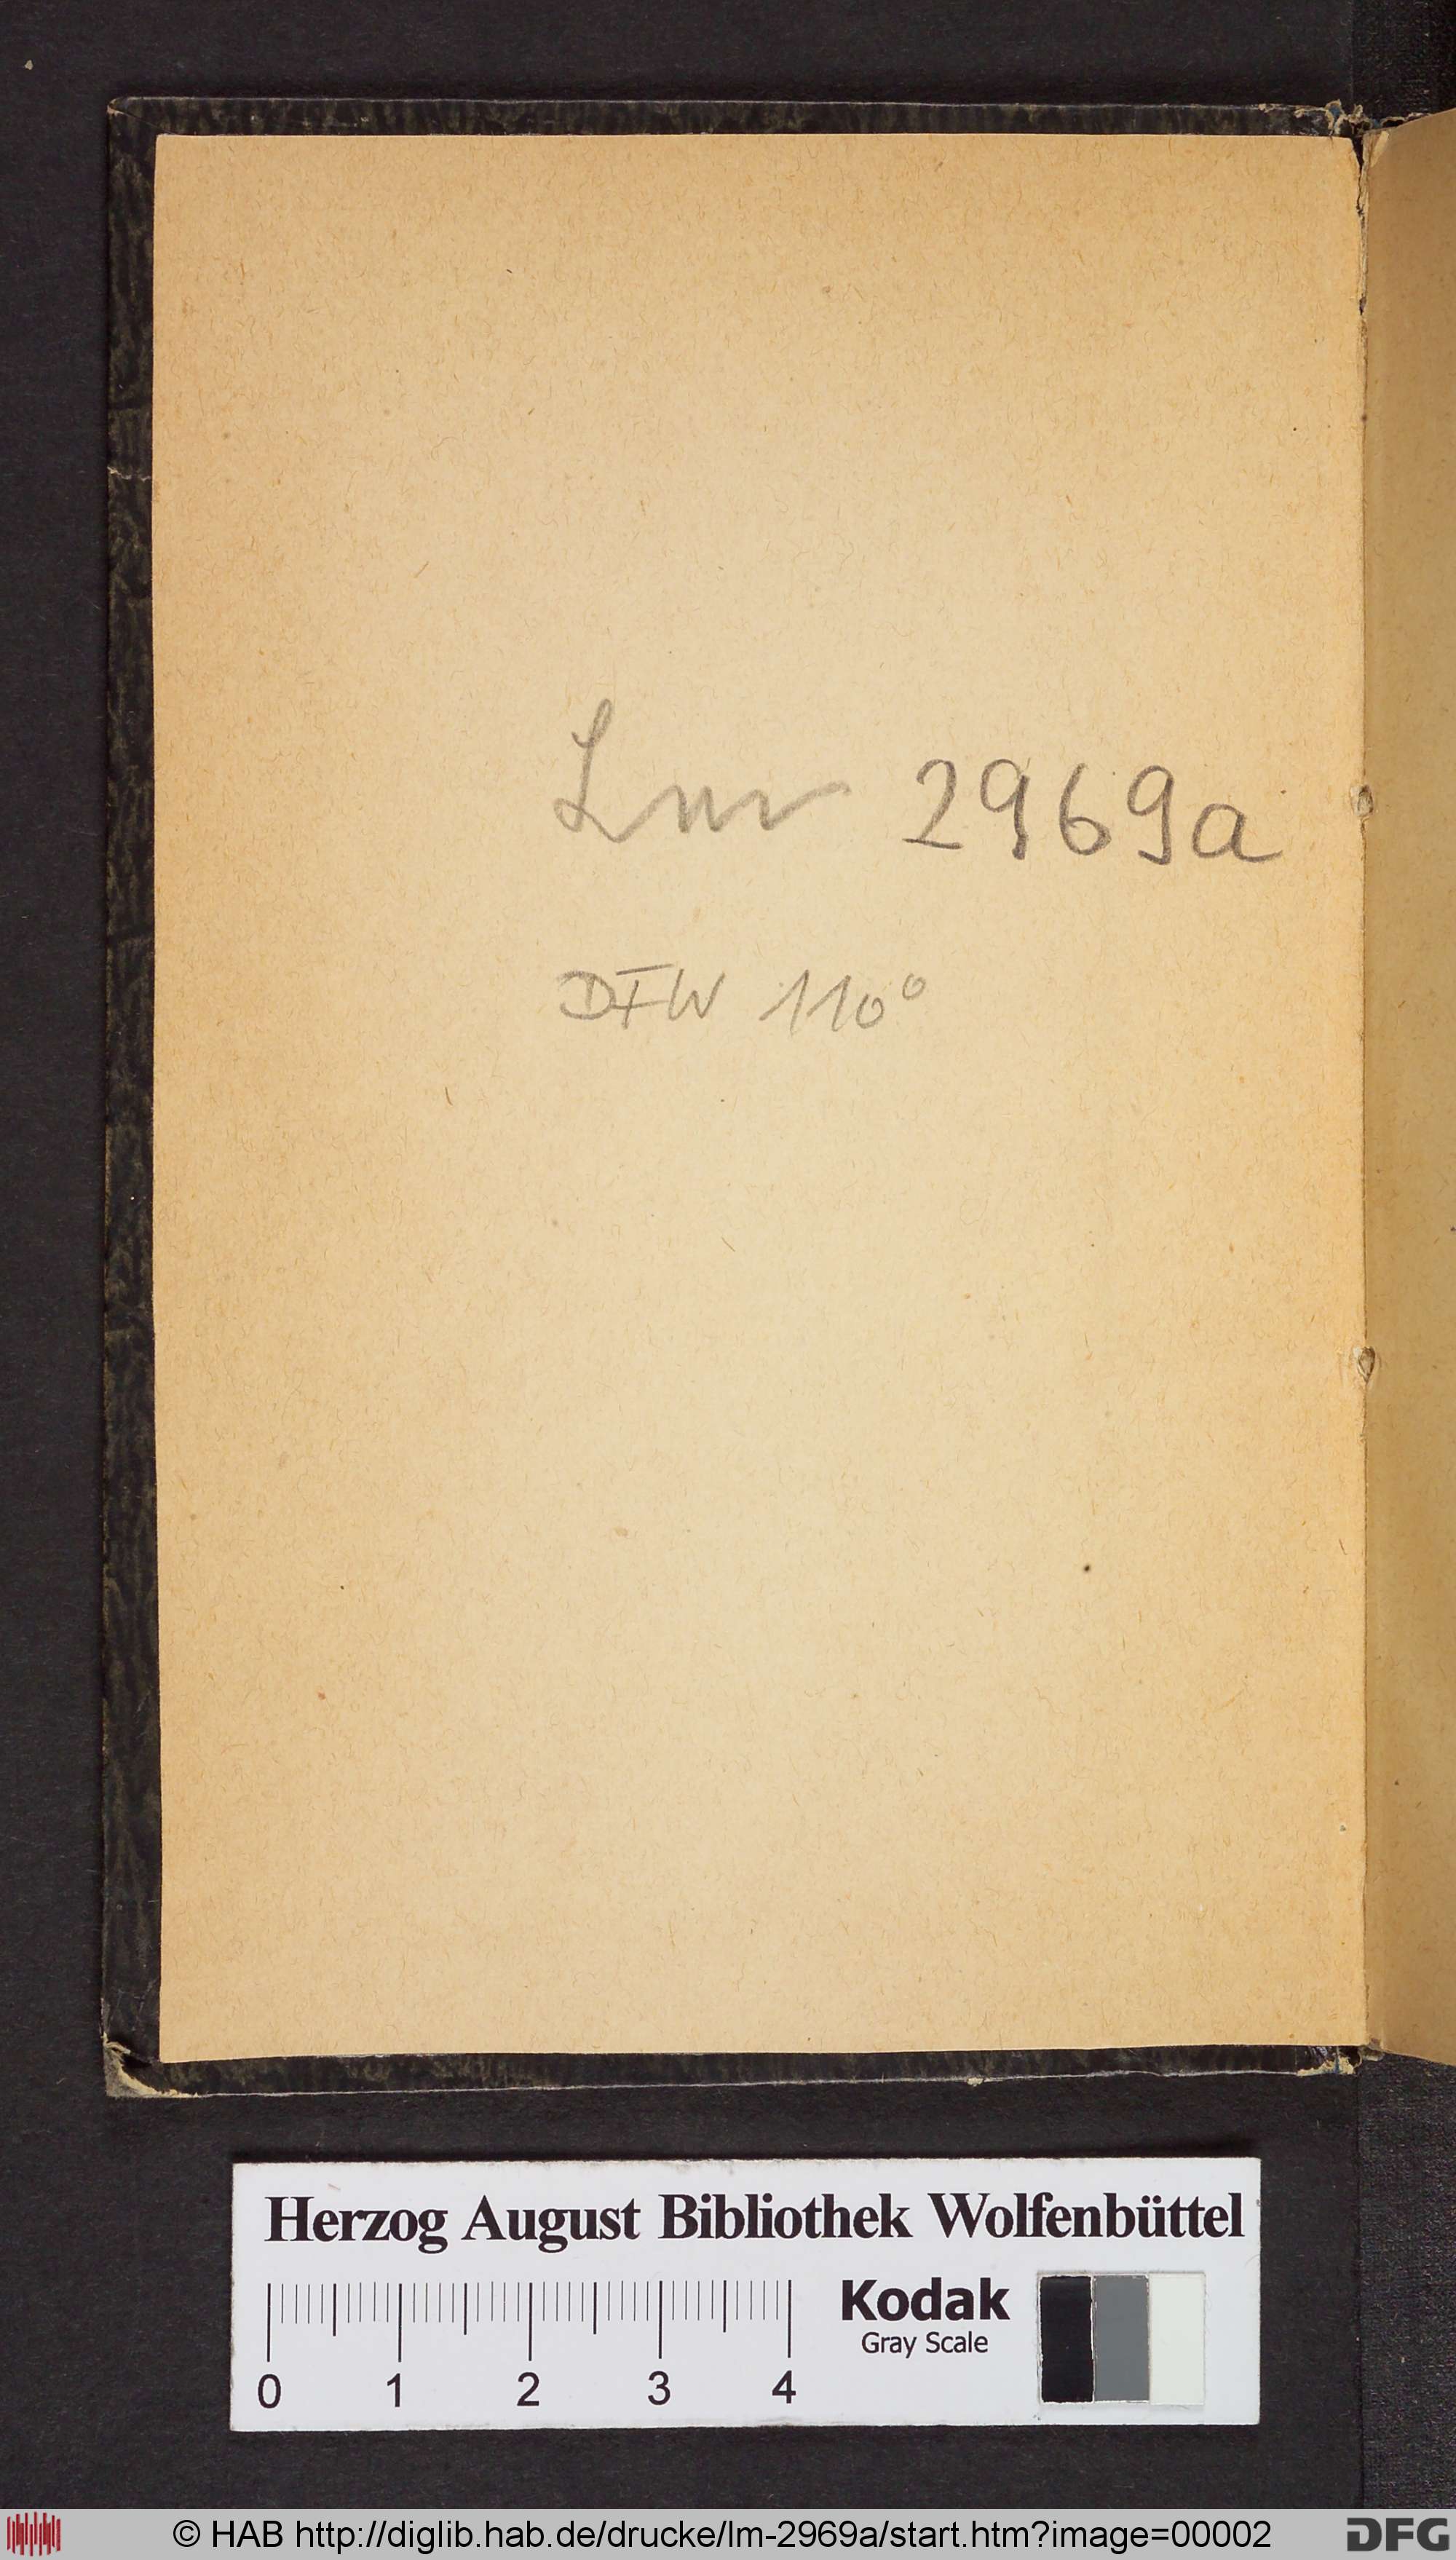 Lm 2969a
DFW 110°
Herzog August Bibliothek Wolfenbüttel
Kodak
Gray Scale
0 1 2 3 4
© HAB http://diglib.hab.de/drucke/lm-2969a/start.htm?image=00002
DFG